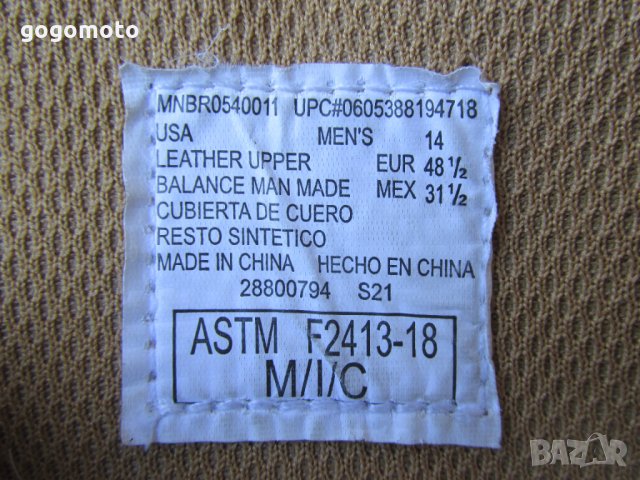 gogomoto
MNBR0540011 UPC#0605388194718
USA MEN'S 14
LEATHER UPPER EUR 48 ½
BALANCE MAN MADE MEX 31 ½
CUBIERTA DE CUERO
RESTO SINTETICO
MADE IN CHINA HECHO EN CHINA
28800794 S21
ASTM F2413-18
M/I/C
BAZAR